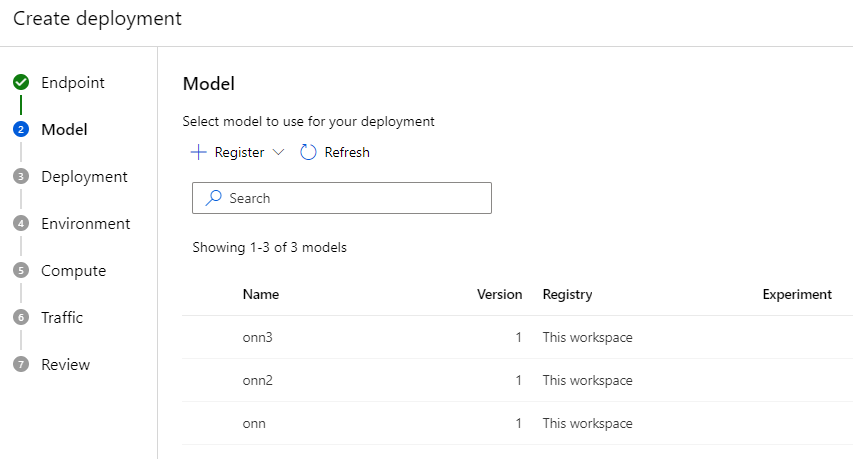 Create deployment
Endpoint
2 Model
3 Deployment
4 Environment
5 Compute
6 Traffic
7 Review
Model
Select model to use for your deployment
Register Refresh
Search
Showing 1-3 of 3 models
Name Version Registry Experiment
onn3 1 This workspace
onn2 1 This workspace
onn 1 This workspace